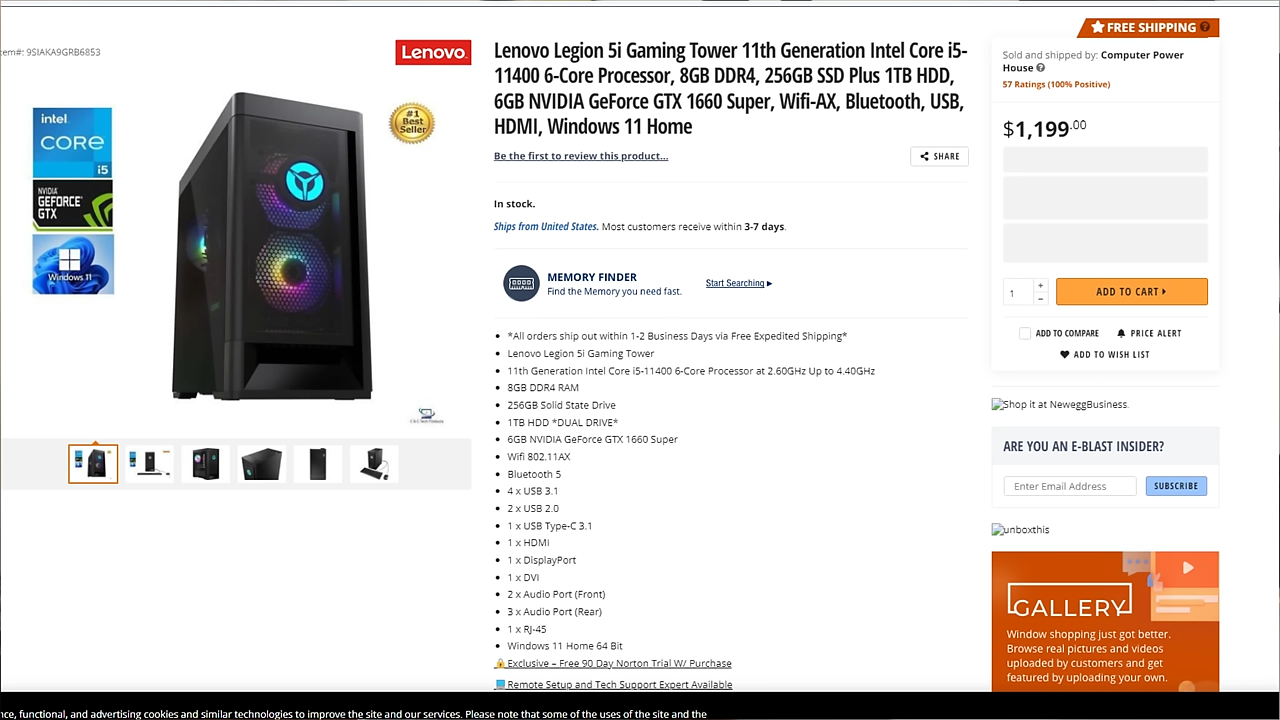 FREE SHIPPING
tem#: 9SIAKA9GRB6853
Lenovo
intel
CORE
i5
NVIDIA
GEFORCE
GTX
Windows 11
#1
Best
Seller
Lenovo Legion 5i Gaming Tower 11th Generation Intel Core i5-
11400 6-Core Processor, 8GB DDR4, 256GB SSD Plus 1TB HDD,
6GB NVIDIA GeForce GTX 1660 Super, Wifi-AX, Bluetooth, USB,
HDMI, Windows 11 Home
Be the first to review this product...
SHARE
In stock.
Ships from United States. Most customers receive within 3-7 days.
MEMORY FINDER
Find the Memory you need fast.
Start Searching
*All orders ship out within 1-2 Business Days via Free Expedited Shipping*
Lenovo Legion 5i Gaming Tower
11th Generation Intel Core i5-11400 6-Core Processor at 2.60GHz Up to 4.40GHz
8GB DDR4 RAM
256GB Solid State Drive
1TB HDD *DUAL DRIVE*
6GB NVIDIA GeForce GTX 1660 Super
Wifi 802.11AX
Bluetooth 5
4 x USB 3.1
2 x USB 2.0
1 x USB Type-C 3.1
1 x HDMI
1 x DisplayPort
1 x DVI
2 x Audio Port (Front)
3 x Audio Port (Rear)
1 x RJ-45
Windows 11 Home 64 Bit
Exclusive – Free 90 Day Norton Trial W/ Purchase
Remote Setup and Tech Support Expert Available
Sold and shipped by: Computer Power
House
57 Ratings (100% Positive)
$1,199.00
1
+
−
ADD TO CART
ADD TO COMPARE
PRICE ALERT
ADD TO WISH LIST
Shop it at NeweggBusiness.
ARE YOU AN E-BLAST INSIDER?
Enter Email Address
SUBSCRIBE
unboxthis
GALLERY
Window shopping just got better.
Browse real pictures and videos
uploaded by customers and get
featured by uploading your own.
nce, functional, and advertising cookies and similar technologies to improve the site and our services. Please note that some of the uses of the site and the